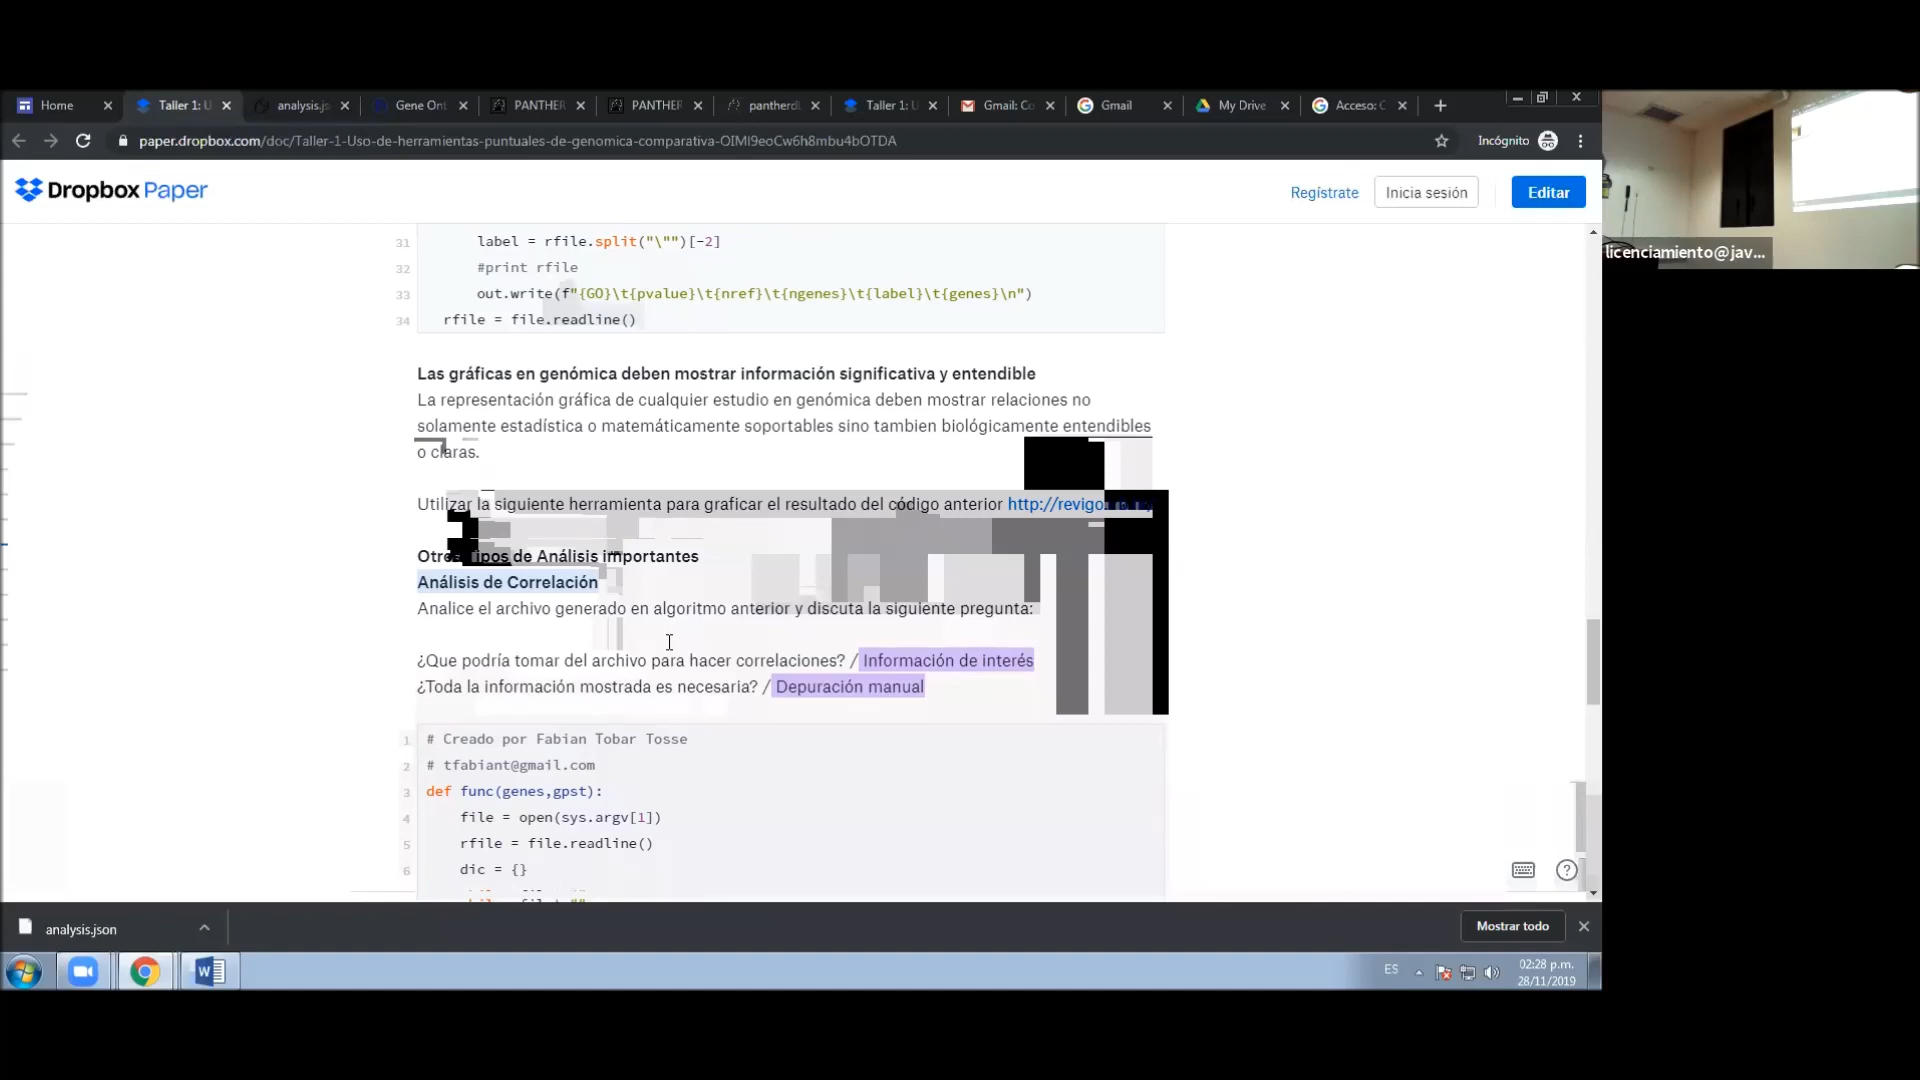 Home
Taller 1: U
analysis.js
Gene Ont
PANTHER
PANTHER
pantherdb
Taller 1: U
Gmail: Co
Gmail
My Drive
Acceso: C
paper.dropbox.com/doc/Taller-1-Uso-de-herramientas-puntuales-de-genomica-comparativa-OIMI9eoCw6h8mbu4bOTDA
Incógnito
Dropbox Paper
Regístrate
Inicia sesión
Editar
licenciamiento@jav...
31 label = rfile.split("\"")[-2]
32 #print rfile
33 out.write(f"{GO}\t{pvalue}\t{nref}\t{ngenes}\t{label}\t{genes}\n")
34 rfile = file.readline()
Las gráficas en genómica deben mostrar información significativa y entendible
La representación gráfica de cualquier estudio en genómica deben mostrar relaciones no
solamente estadística o matemáticamente soportables sino tambien biológicamente entendibles
o claras.
Utilizar la siguiente herramienta para graficar el resultado del código anterior http://revigo
Otros Tipos de Análisis importantes
Análisis de Correlación
Analice el archivo generado en algoritmo anterior y discuta la siguiente pregunta:
¿Que podría tomar del archivo para hacer correlaciones? / Información de interés
¿Toda la información mostrada es necesaria? / Depuración manual
1 # Creado por Fabian Tobar Tosse
2 # tfabiant@gmail.com
3 def func(genes,gpst):
4 file = open(sys.argv[1])
5 rfile = file.readline()
6 dic = {}
analysis.json
Mostrar todo
ES
02:28 p.m.
28/11/2019